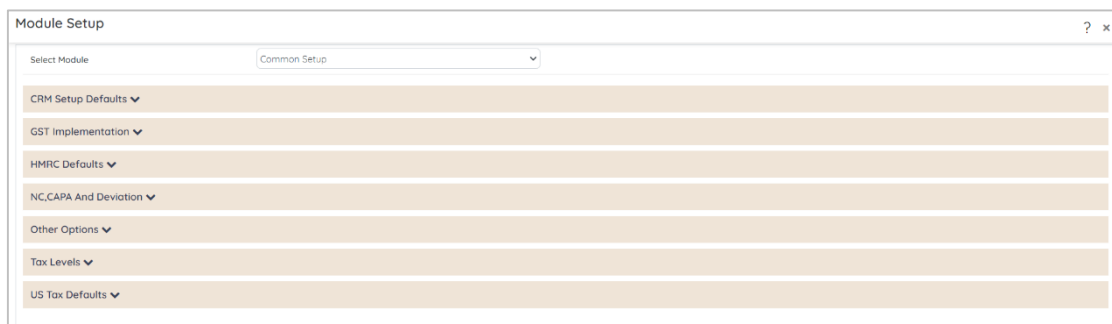 Module Setup
? ×
Select Module
Common Setup
CRM Setup Defaults
GST Implementation
HMRC Defaults
NC,CAPA And Deviation
Other Options
Tax Levels
US Tax Defaults